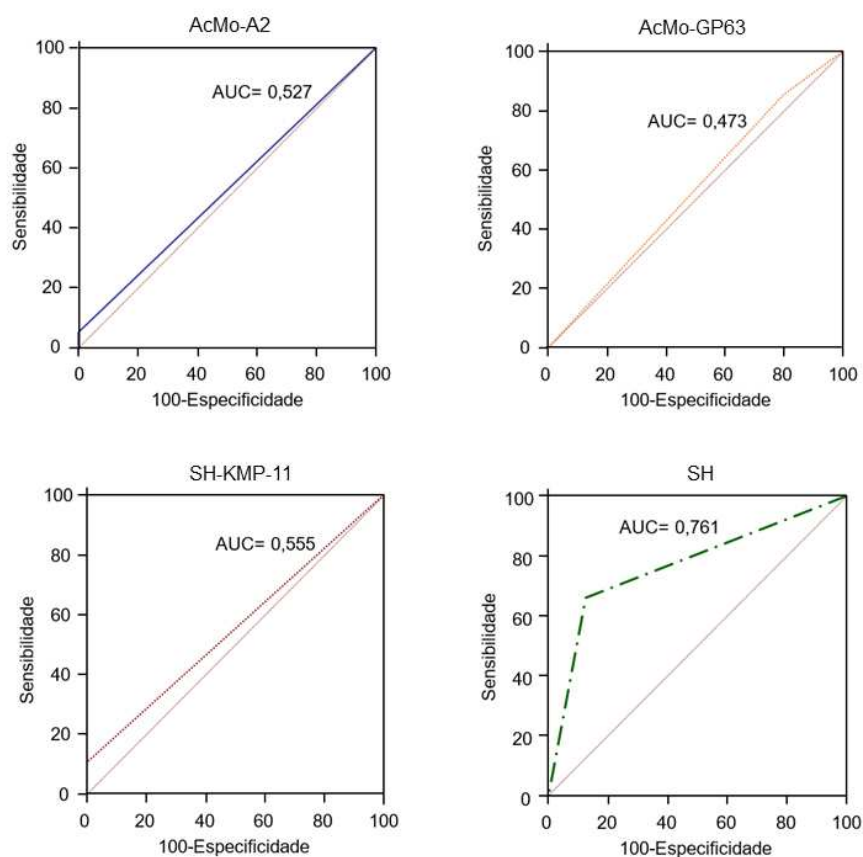 AcMo-A2
100
80
60
40
20
0
Sensibilidade
AUC= 0,527
0 20 40 60 80 100
100-Especificidade
AcMo-GP63
100
80
60
40
20
0
Sensibilidade
AUC= 0,473
0 20 40 60 80 100
100-Especificidade
SH-KMP-11
100
80
60
40
20
0
Sensibilidade
AUC= 0,555
0 20 40 60 80 100
100-Especificidade
SH
100
80
60
40
20
0
Sensibilidade
AUC= 0,761
0 20 40 60 80 100
100-Especificidade